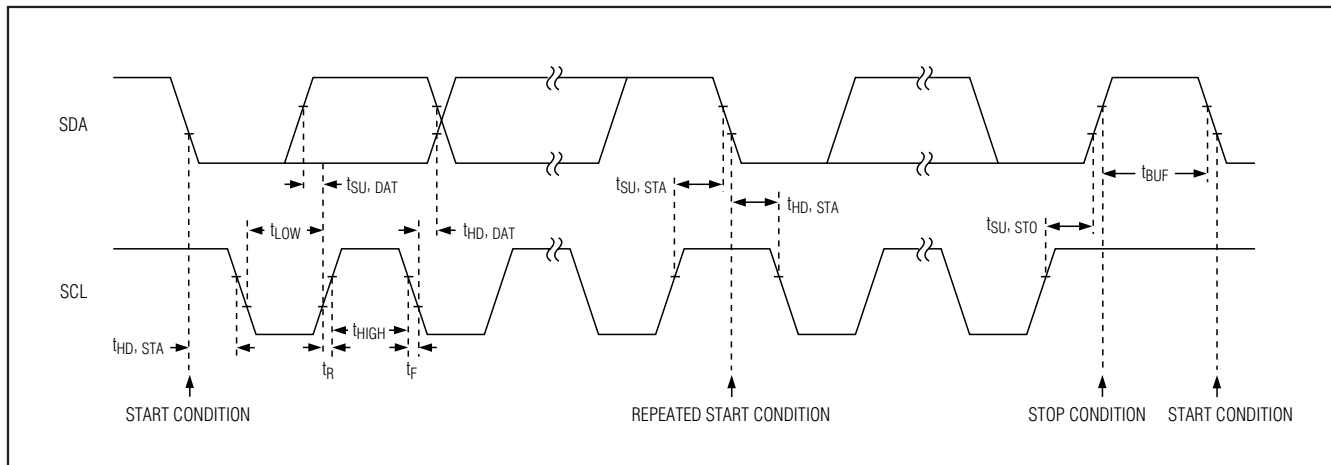 SDA
tSU, DAT
tSU, STA
tBUF
tHD, STA
tLOW
tHD, DAT
tSU, STO
SCL
tHIGH
tHD, STA
tR
tF
START CONDITION
REPEATED START CONDITION
STOP CONDITION
START CONDITION